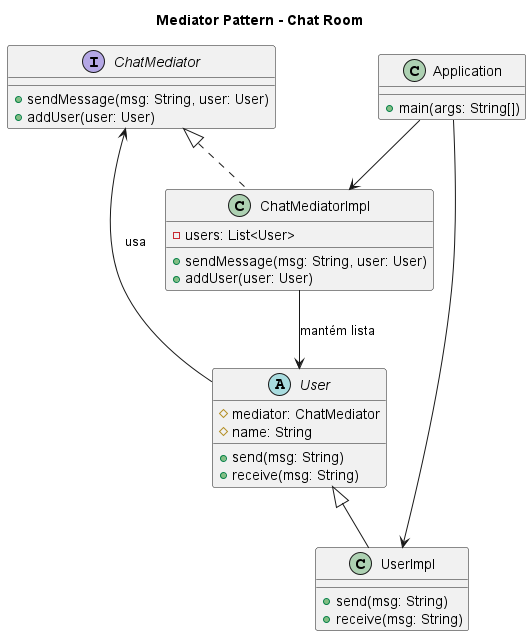 Mediator Pattern - Chat Room
I ChatMediator
sendMessage(msg: String, user: User)
addUser(user: User)
C Application
main(args: String[])
usa
C ChatMediatorImpl
users: List<User>
sendMessage(msg: String, user: User)
addUser(user: User)
mantém lista
A User
mediator: ChatMediator
name: String
send(msg: String)
receive(msg: String)
C UserImpl
send(msg: String)
receive(msg: String)